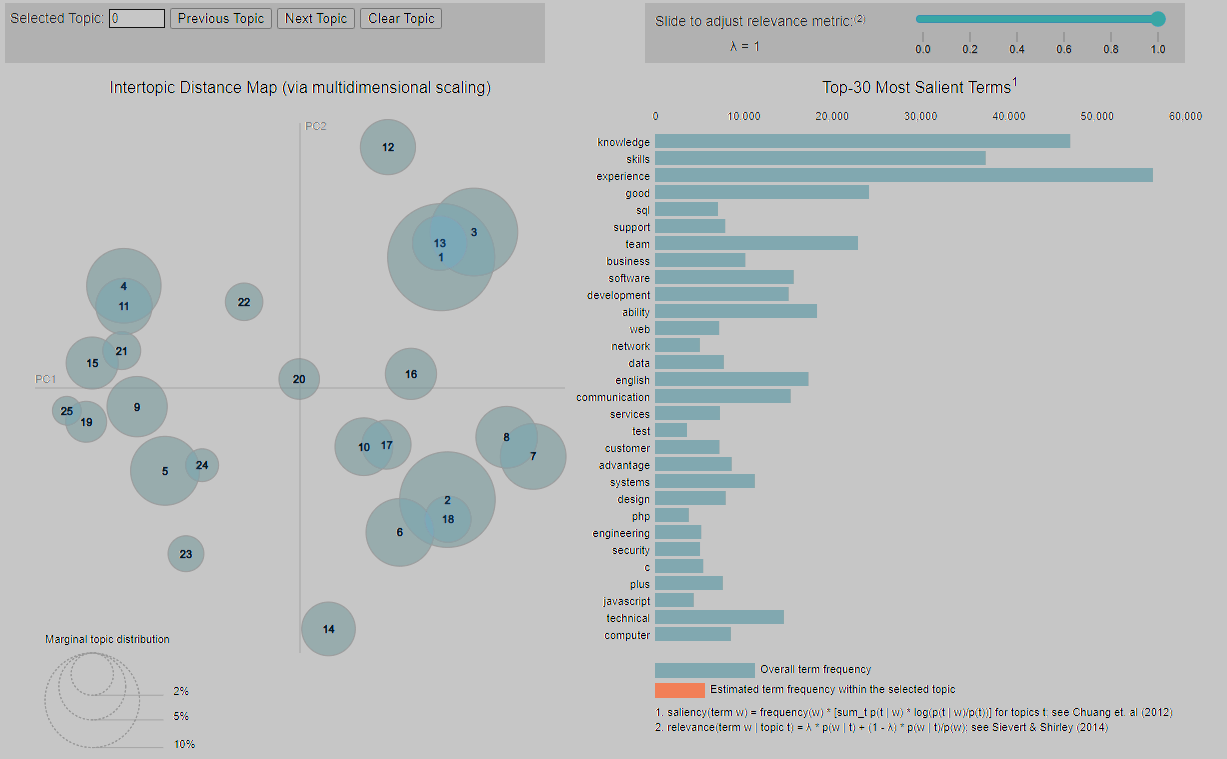 Selected Topic: 0 Previous Topic Next Topic Clear Topic
Slide to adjust relevance metric:(2)
λ = 1
0.0 0.2 0.4 0.6 0.8 1.0
Intertopic Distance Map (via multidimensional scaling)
PC2
PC1
12
3
13
1
4
11
22
21
15
20
16
25
19
9
10
17
8
7
5
24
2
18
6
23
14
Marginal topic distribution
2%
5%
10%
Top-30 Most Salient Terms1
0 10 000 20 000 30 000 40 000 50 000 60 000
knowledge
skills
experience
good
sql
support
team
business
software
development
ability
web
network
data
english
communication
services
test
customer
advantage
systems
design
php
engineering
security
c
plus
javascript
technical
computer
Overall term frequency
Estimated term frequency within the selected topic
1. saliency(term w) = frequency(w) * [sum_t p(t | w) * log(p(t | w)/p(t))] for topics t; see Chuang et. al (2012)
2. relevance(term w | topic t) = λ * p(w | t) + (1 - λ) * p(w | t)/p(w); see Sievert & Shirley (2014)